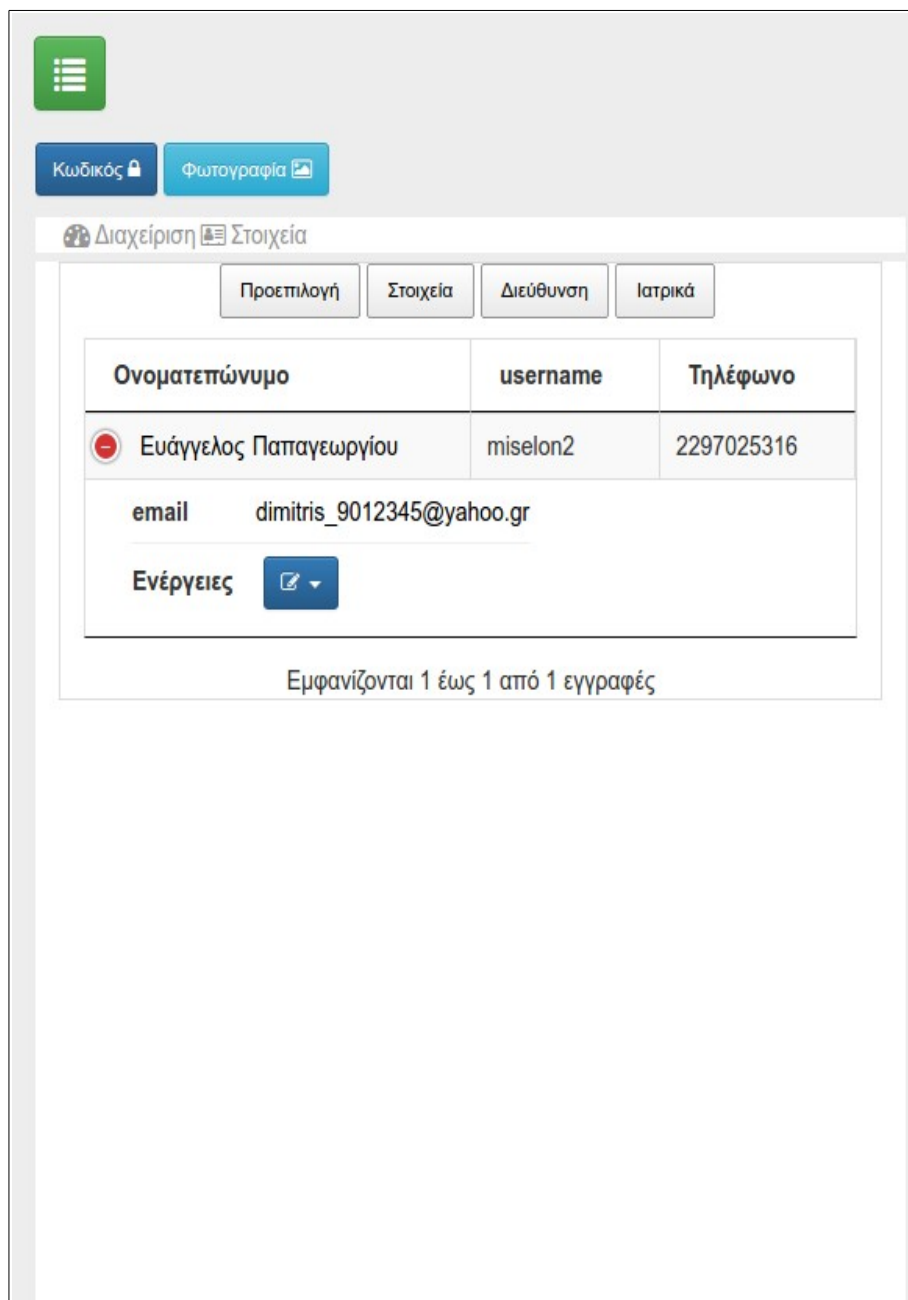 Κωδικός Φωτογραφία
Διαχείριση Στοιχεία
Προεπιλογή Στοιχεία Διεύθυνση Ιατρικά
Ονοματεπώνυμο username Τηλέφωνο
Ευάγγελος Παπαγεωργίου miselon2 2297025316
email dimitris_9012345@yahoo.gr
Ενέργειες
Εμφανίζονται 1 έως 1 από 1 εγγραφές